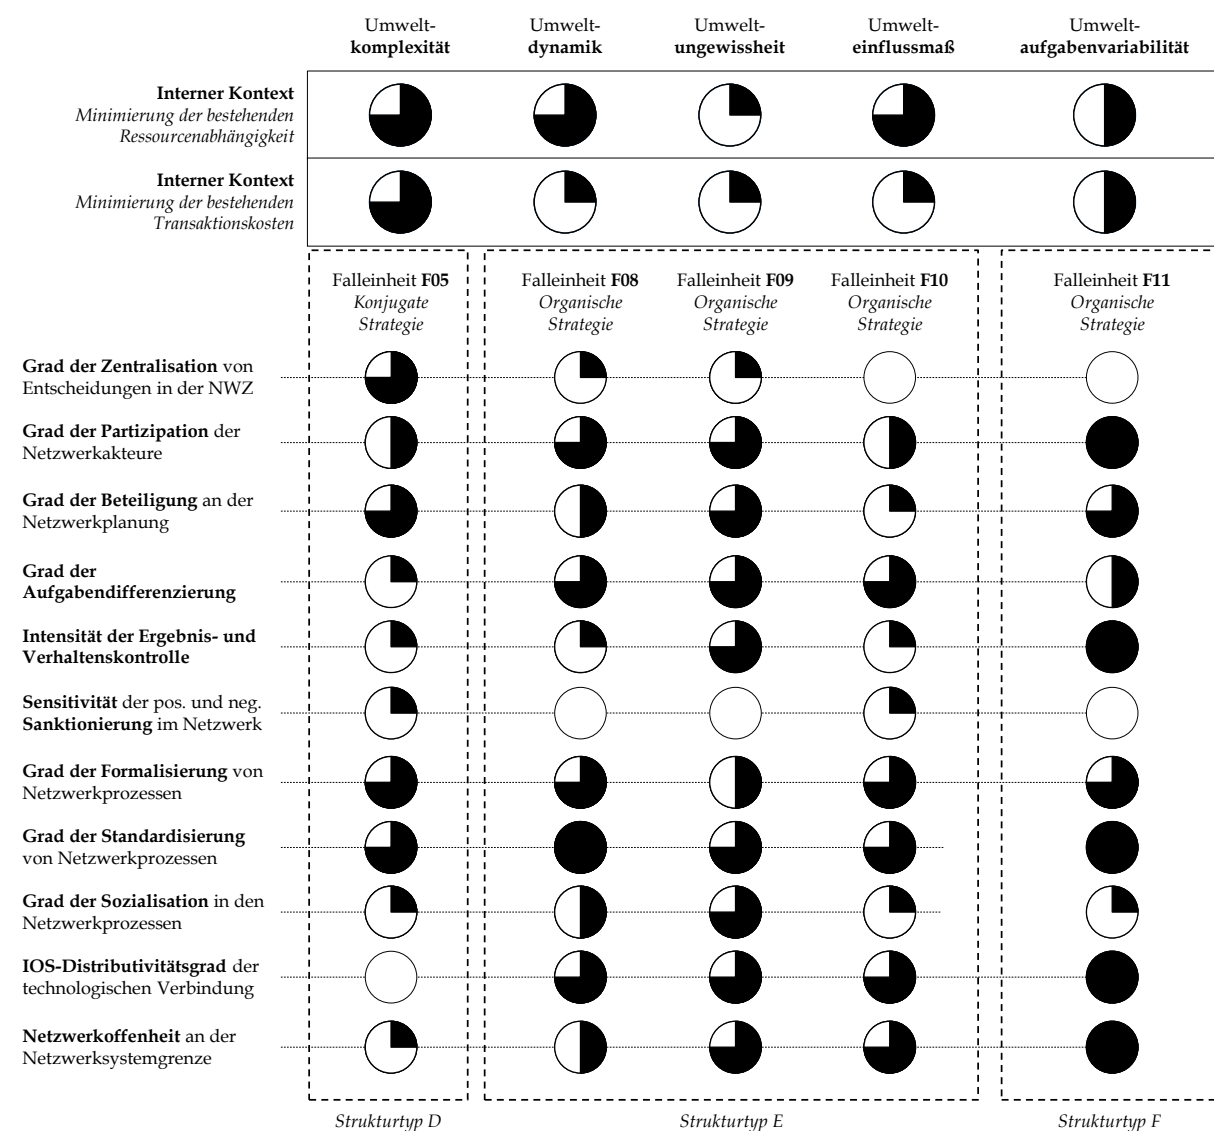 Umwelt-
komplexität
Umwelt-
dynamik
Umwelt-
ungewissheit
Umwelt-
einflussmaß
Umwelt-
aufgabenvariabilität
Interner Kontext
Minimierung der bestehenden
Ressourcenabhängigkeit
Interner Kontext
Minimierung der bestehenden
Transaktionskosten
Falleinheit F05
Konjugate
Strategie
Falleinheit F08
Organische
Strategie
Falleinheit F09
Organische
Strategie
Falleinheit F10
Organische
Strategie
Falleinheit F11
Organische
Strategie
Grad der Zentralisation von
Entscheidungen in der NWZ
Grad der Partizipation der
Netzwerkakteure
Grad der Beteiligung an der
Netzwerkplanung
Grad der
Aufgabendifferenzierung
Intensität der Ergebnis- und
Verhaltenskontrolle
Sensitivität der pos. und neg.
Sanktionierung im Netzwerk
Grad der Formalisierung von
Netzwerkprozessen
Grad der Standardisierung
von Netzwerkprozessen
Grad der Sozialisation in den
Netzwerkprozessen
IOS-Distributivitätsgrad der
technologischen Verbindung
Netzwerkoffenheit an der
Netzwerksystemgrenze
Strukturtyp D
Strukturtyp E
Strukturtyp F